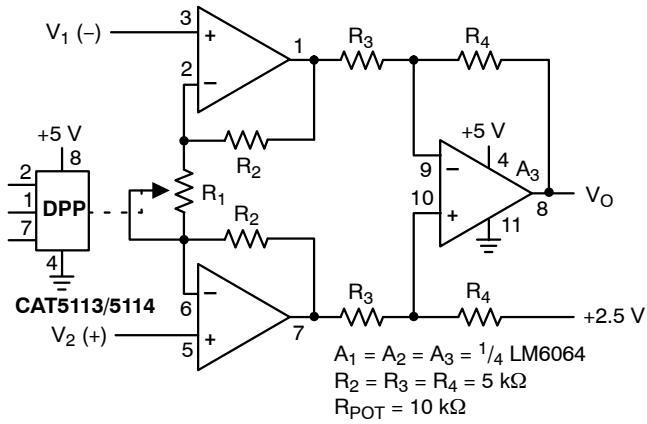 V1 (–)
3
+
1
2
–
R3
R4
R2
+5 V
8
2
1
7
DPP
4
R1
R2
CAT5113/5114
V2 (+)
6
–
5
+
7
+5 V
4
A3
9
–
10
+
11
8
VO
R3
R4
+2.5 V
A1 = A2 = A3 = 1/4 LM6064
R2 = R3 = R4 = 5 kΩ
RPOT = 10 kΩ